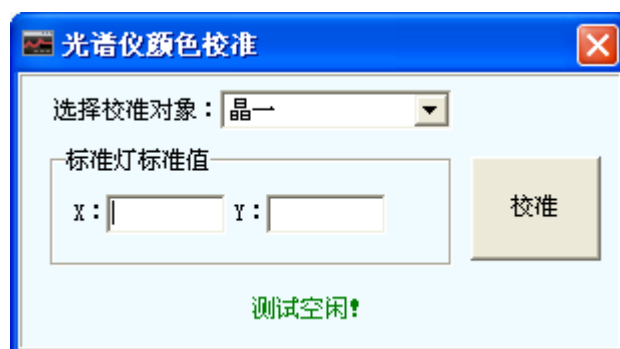 光谱仪颜色校准
选择校准对象：晶一
标准灯标准值
X： Y：
校准
测试空闲！